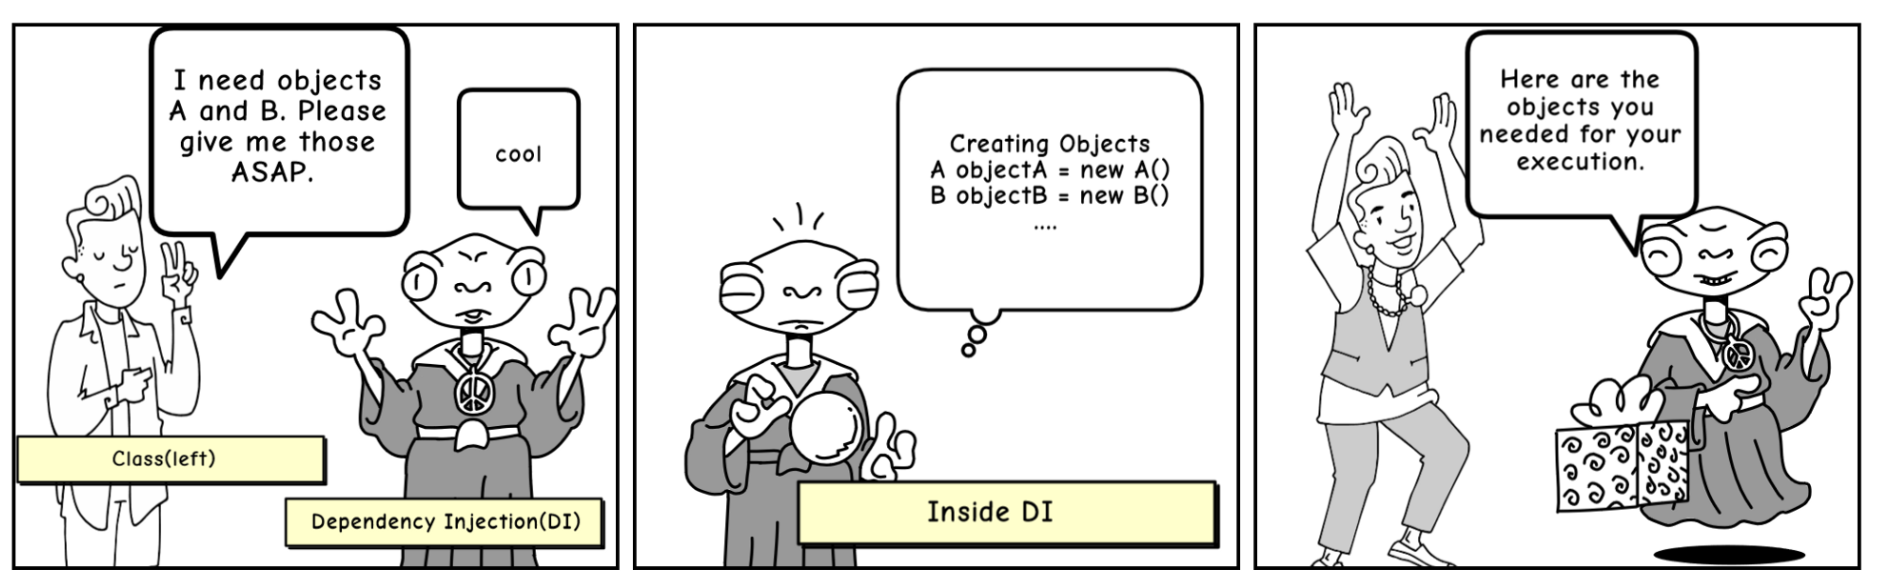 I need objects
A and B. Please
give me those
ASAP.
cool
Class(left)
Dependency Injection(DI)
Creating Objects
A objectA = new A()
B objectB = new B()
....
Inside DI
Here are the
objects you
needed for your
execution.